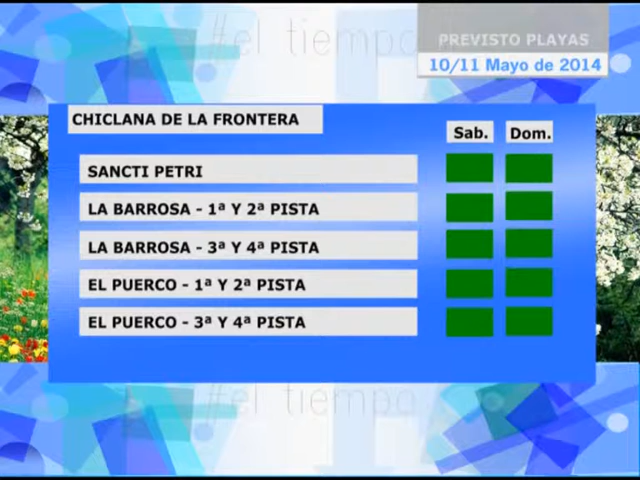 #el tiempo
PREVISTO PLAYAS
10/11 Mayo de 2014
CHICLANA DE LA FRONTERA
Sab. Dom.
SANCTI PETRI
LA BARROSA - 1ª Y 2ª PISTA
LA BARROSA - 3ª Y 4ª PISTA
EL PUERCO - 1ª Y 2ª PISTA
EL PUERCO - 3ª Y 4ª PISTA
#el tiempo